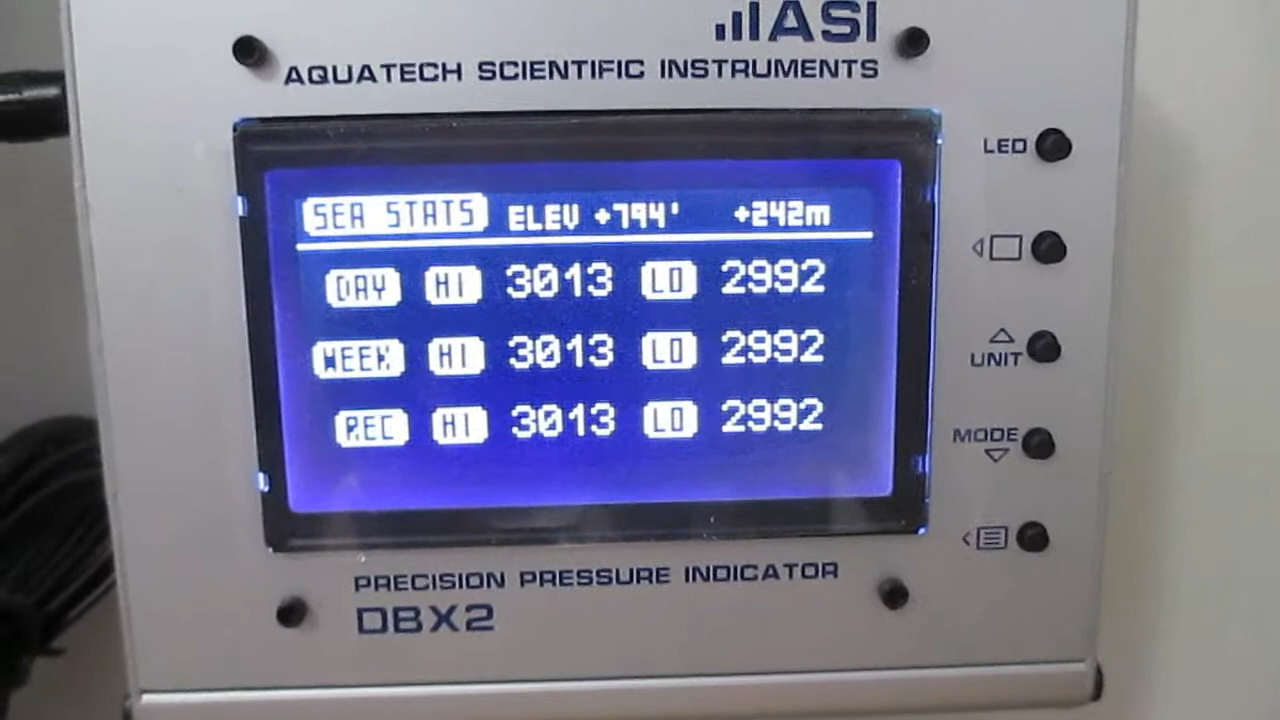 ASI
AQUATECH SCIENTIFIC INSTRUMENTS
LED
SEA STATS ELEV +794' +242m
DAY HI 3013 LO 2992
WEEK HI 3013 LO 2992
UNIT
REC HI 3013 LO 2992
MODE
PRECISION PRESSURE INDICATOR
DBX2